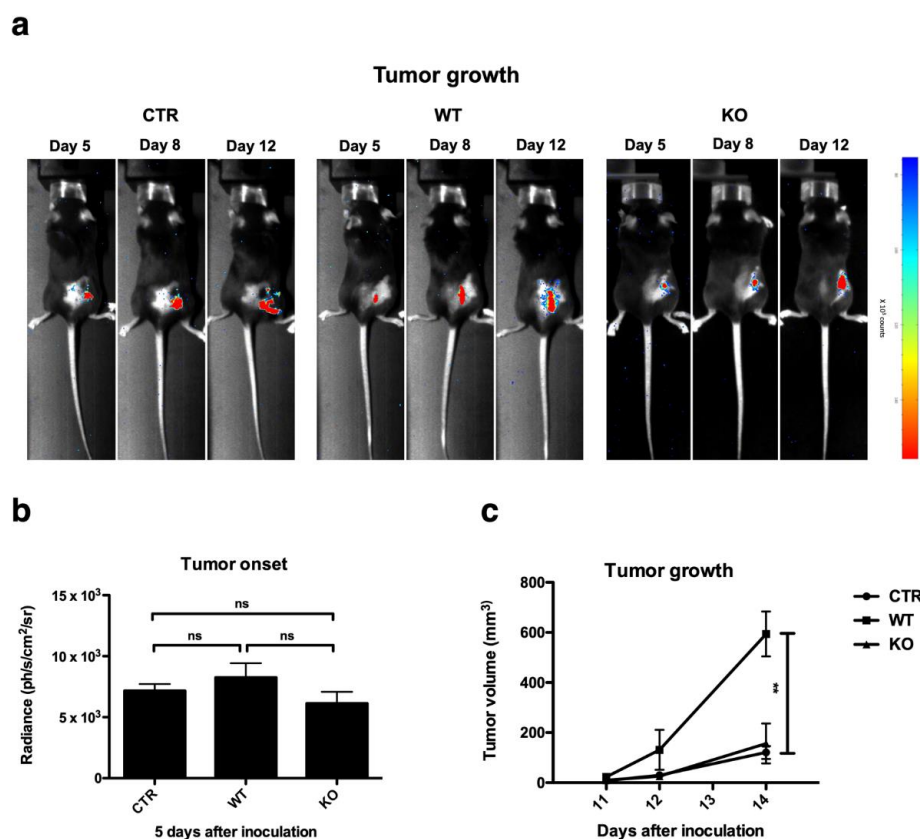 a
Tumor growth
CTR
WT
KO
Day 5 Day 8 Day 12
Day 5 Day 8 Day 12
Day 5 Day 8 Day 12
b
Tumor onset
Radiance (ph/s/cm²/sr)
15 x 10³
10 x 10³
5 x 10³
0
ns
ns
ns
CTR
WT
KO
5 days after inoculation
c
Tumor growth
Tumor volume (mm³)
800
600
400
200
0
11
12
13
14
Days after inoculation
**
CTR
WT
KO